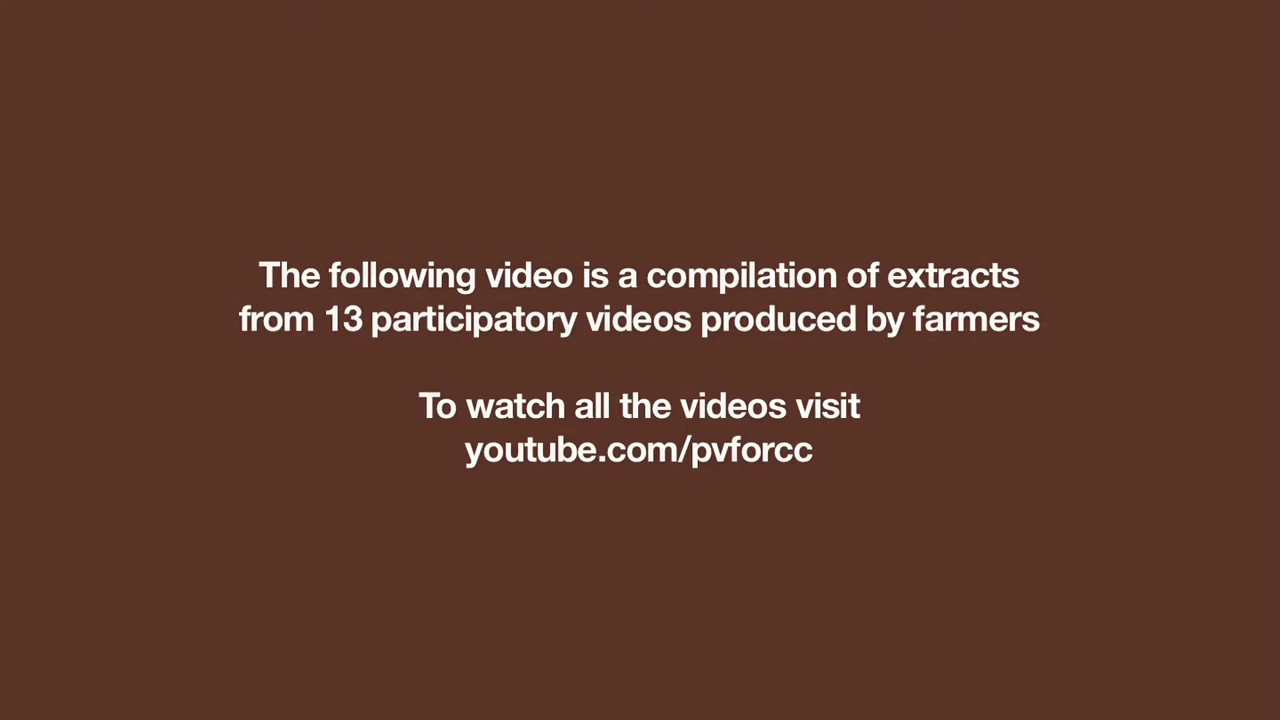 The following video is a compilation of extracts
from 13 participatory videos produced by farmers
To watch all the videos visit
youtube.com/pvforcc